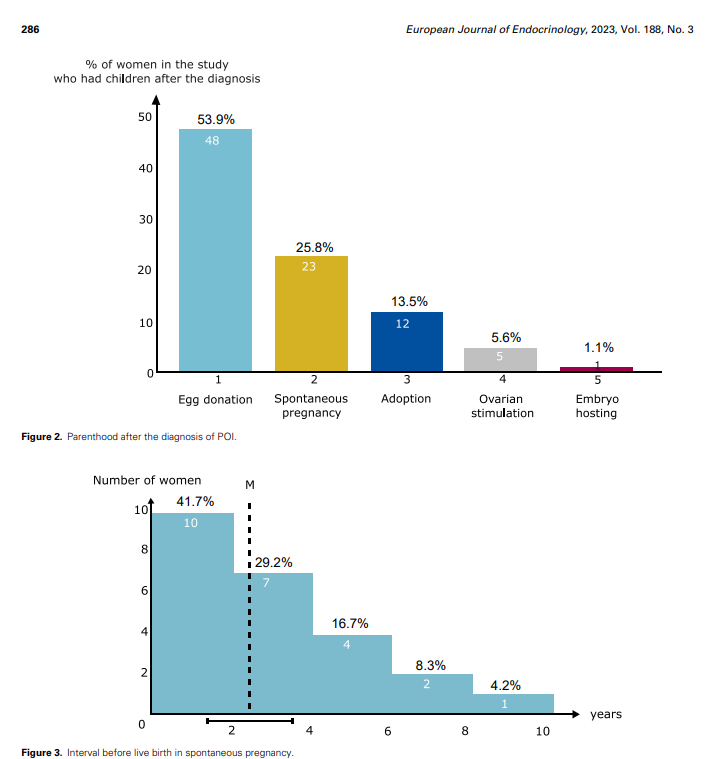 286
European Journal of Endocrinology, 2023, Vol. 188, No. 3
% of women in the study
who had children after the diagnosis
50
40
30
20
10
0
53.9%
48
25.8%
23
13.5%
12
5.6%
5
1.1%
1
1
2
3
4
5
Egg donation
Spontaneous
pregnancy
Adoption
Ovarian
stimulation
Embryo
hosting
Figure 2. Parenthood after the diagnosis of POI.
Number of women
M
10
8
6
4
2
0
41.7%
10
29.2%
7
16.7%
4
8.3%
2
4.2%
1
years
2
4
6
8
10
Figure 3. Interval before live birth in spontaneous pregnancy.